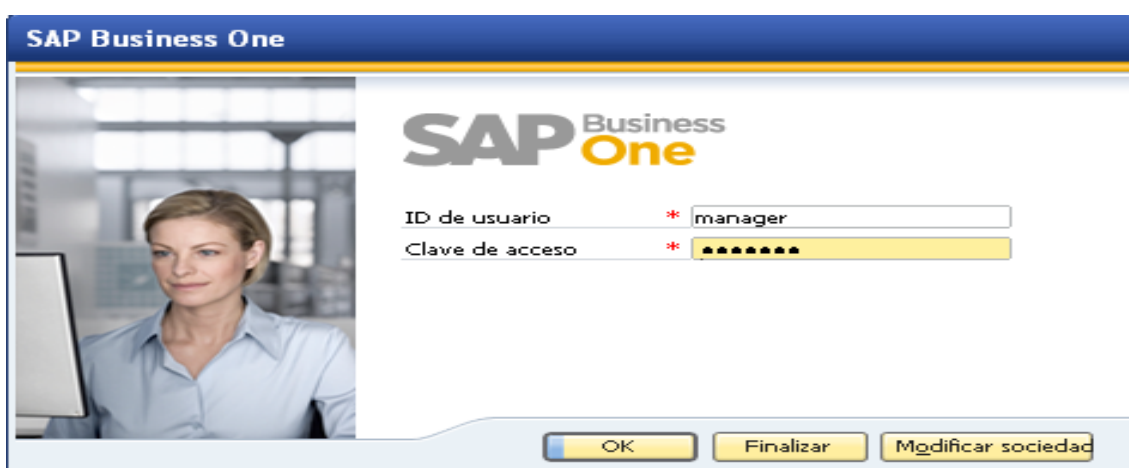 SAP Business One
SAP Business One
ID de usuario * manager
Clave de acceso * •••••••
OK Finalizar Modificar sociedad